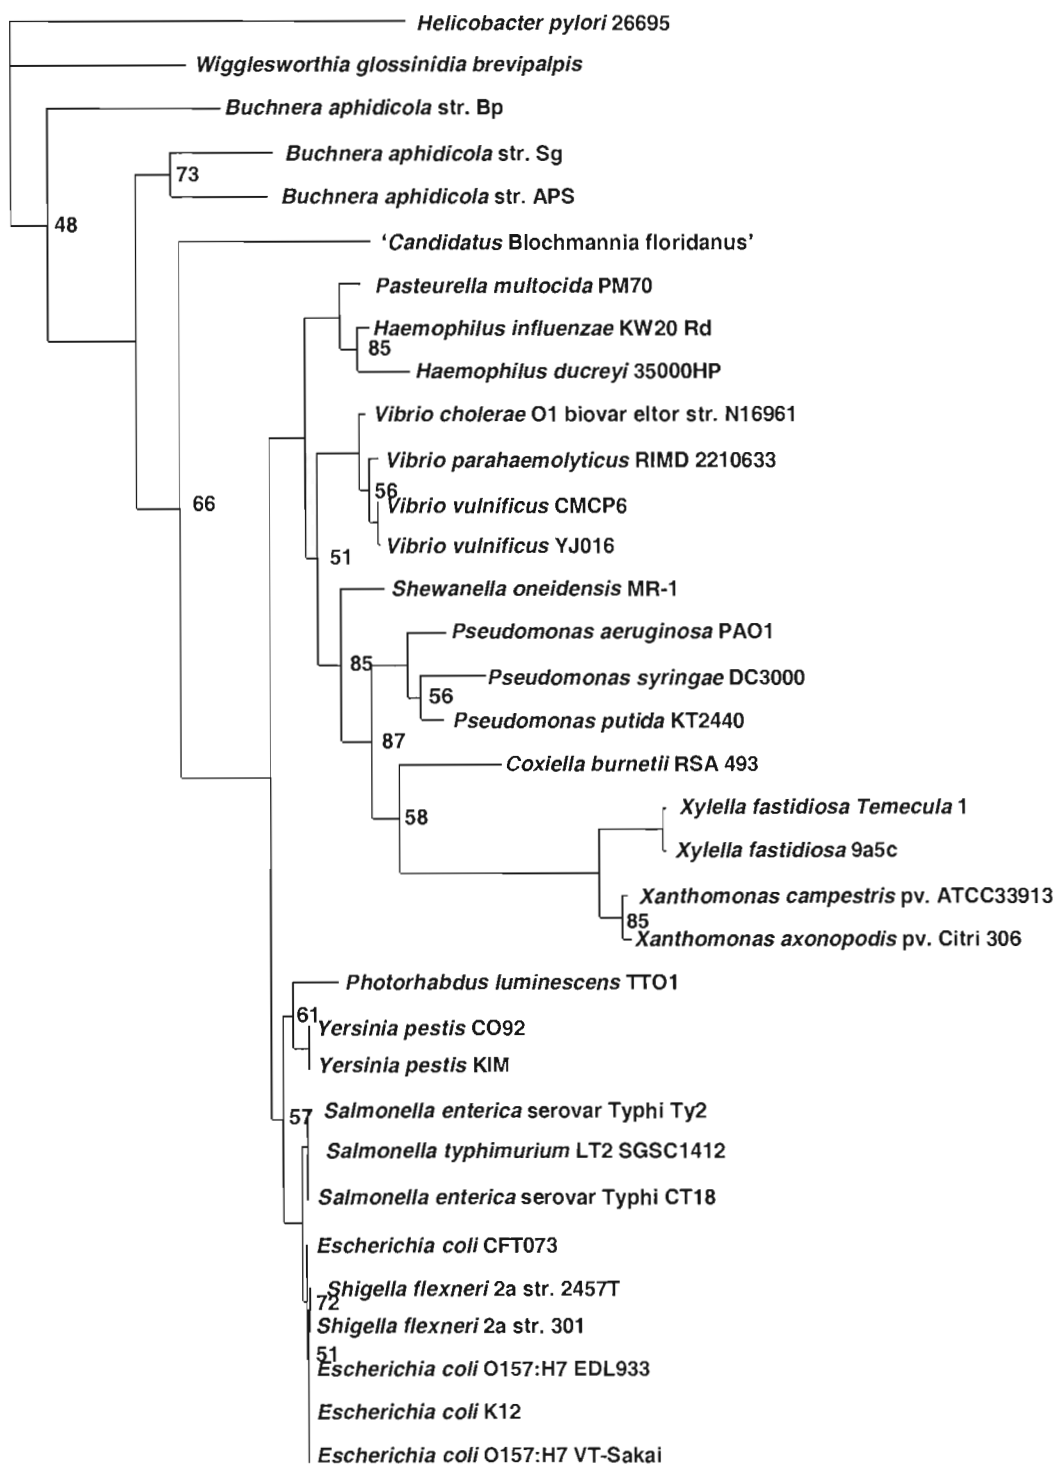 Helicobacter pylori 26695
Wigglesworthia glossinidia brevipalpis
Buchnera aphidicola str. Bp
Buchnera aphidicola str. Sg
73
Buchnera aphidicola str. APS
48
‘Candidatus Blochmannia floridanus’
Pasteurella multocida PM70
Haemophilus influenzae KW20 Rd
85
Haemophilus ducreyi 35000HP
Vibrio cholerae O1 biovar eltor str. N16961
Vibrio parahaemolyticus RIMD 2210633
56
Vibrio vulnificus CMCP6
66
Vibrio vulnificus YJ016
51
Shewanella oneidensis MR-1
Pseudomonas aeruginosa PAO1
85
Pseudomonas syringae DC3000
56
Pseudomonas putida KT2440
87
Coxiella burnetii RSA 493
Xylella fastidiosa Temecula 1
58
Xylella fastidiosa 9a5c
Xanthomonas campestris pv. ATCC33913
85
Xanthomonas axonopodis pv. Citri 306
Photorhabdus luminescens TTO1
61
Yersinia pestis CO92
Yersinia pestis KIM
Salmonella enterica serovar Typhi Ty2
57
Salmonella typhimurium LT2 SGSC1412
Salmonella enterica serovar Typhi CT18
Escherichia coli CFT073
Shigella flexneri 2a str. 2457T
72
Shigella flexneri 2a str. 301
51
Escherichia coli O157:H7 EDL933
Escherichia coli K12
Escherichia coli O157:H7 VT-Sakai